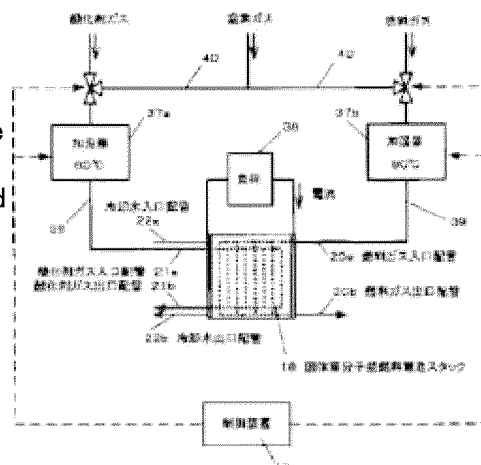 酸化剤ガス
窒素ガス
燃料ガス
40
40
37a
37b
加湿器
加湿器
80℃
38
負荷
電流
39
冷却水入口配管
22a
20a 燃料ガス入口配管
酸化剤ガス入口配管 21a
酸化剤ガス出口配管 21b
20b 燃料ガス出口配管
22b 冷却水出口配管
18 固体高分子型燃料電池スタック
制御装置